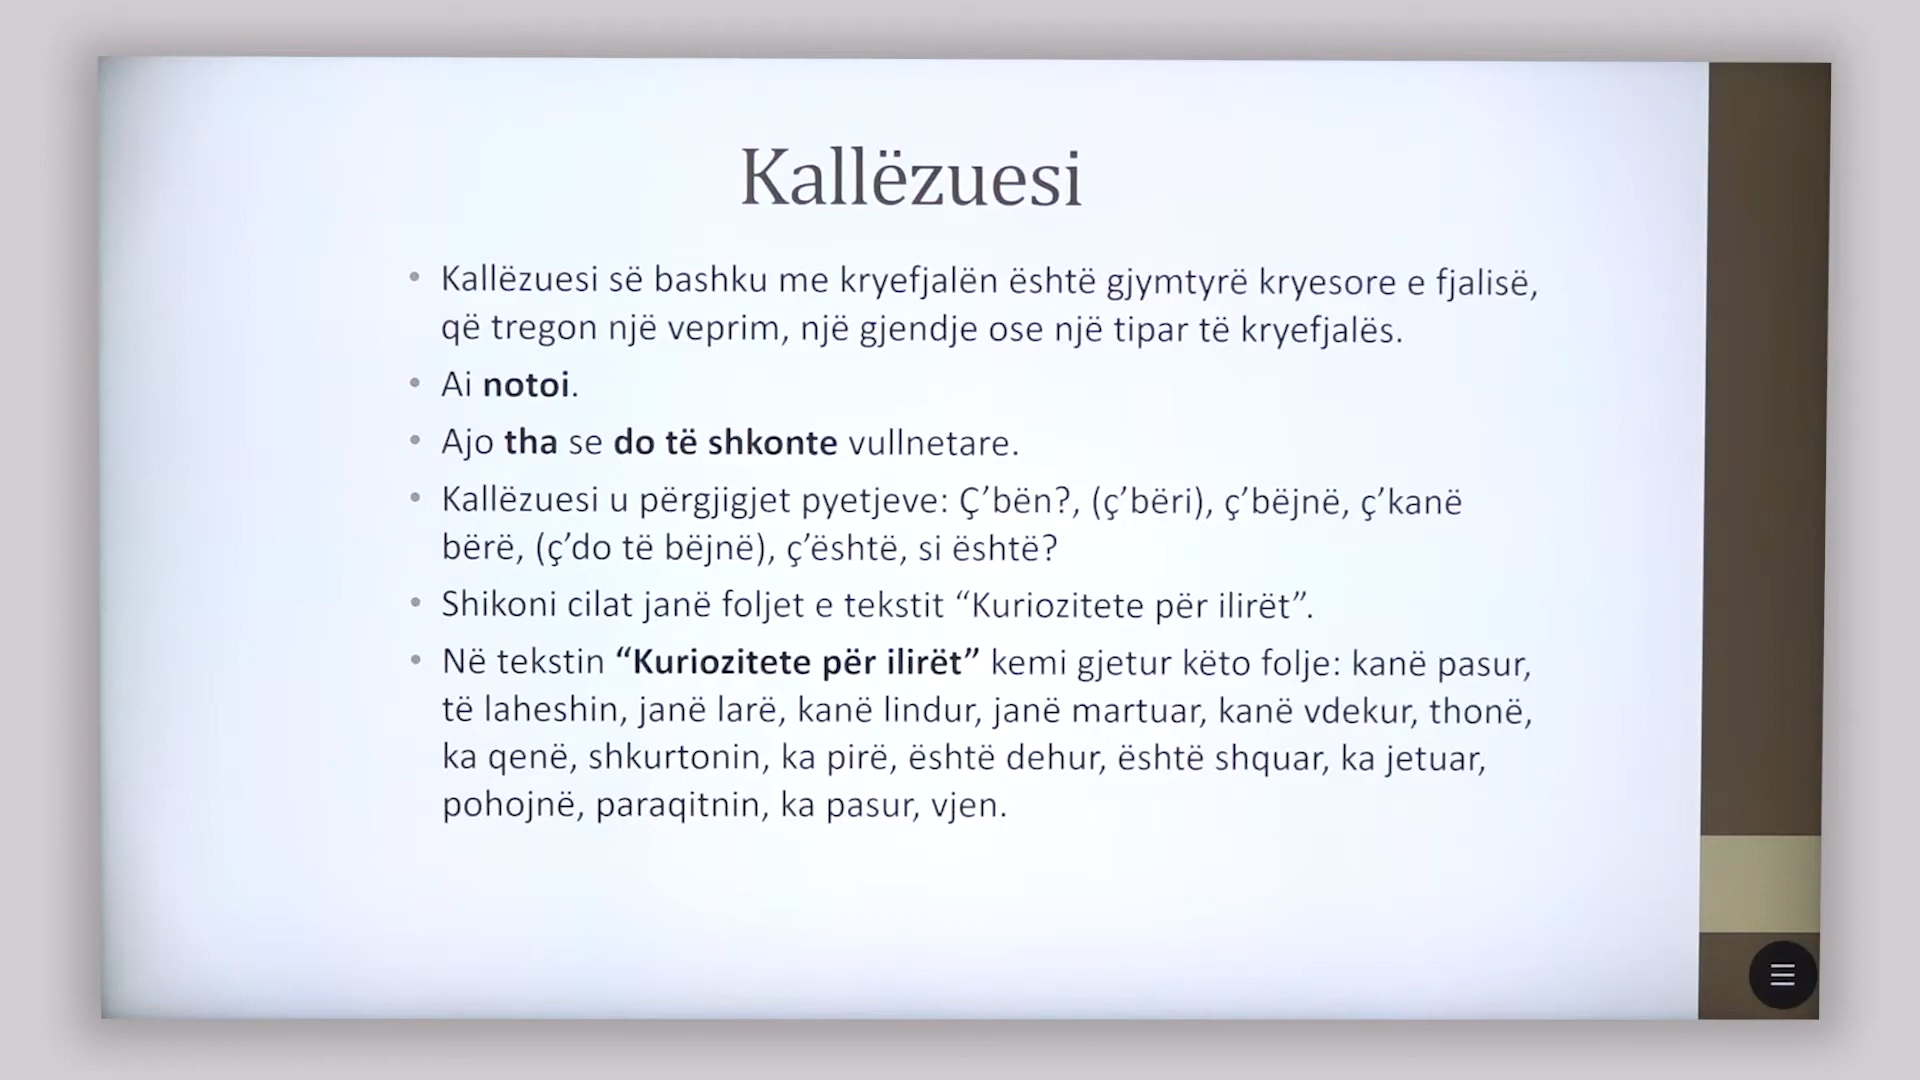 Kallëzuesi
• Kallëzuesi së bashku me kryefjalën është gjymtyrë kryesore e fjalisë,
që tregon një veprim, një gjendje ose një tipar të kryefjalës.
• Ai notoi.
• Ajo tha se do të shkonte vullnetare.
• Kallëzuesi u përgjigjet pyetjeve: Ç’bën?, (ç’bëri), ç’bëjnë, ç’kanë
bërë, (ç’do të bëjnë), ç’është, si është?
• Shikoni cilat janë foljet e tekstit “Kuriozitete për ilirët”.
• Në tekstin “Kuriozitete për ilirët” kemi gjetur këto folje: kanë pasur,
të laheshin, janë larë, kanë lindur, janë martuar, kanë vdekur, thonë,
ka qenë, shkurtonin, ka pirë, është dehur, është shquar, ka jetuar,
pohojnë, paraqitnin, ka pasur, vjen.